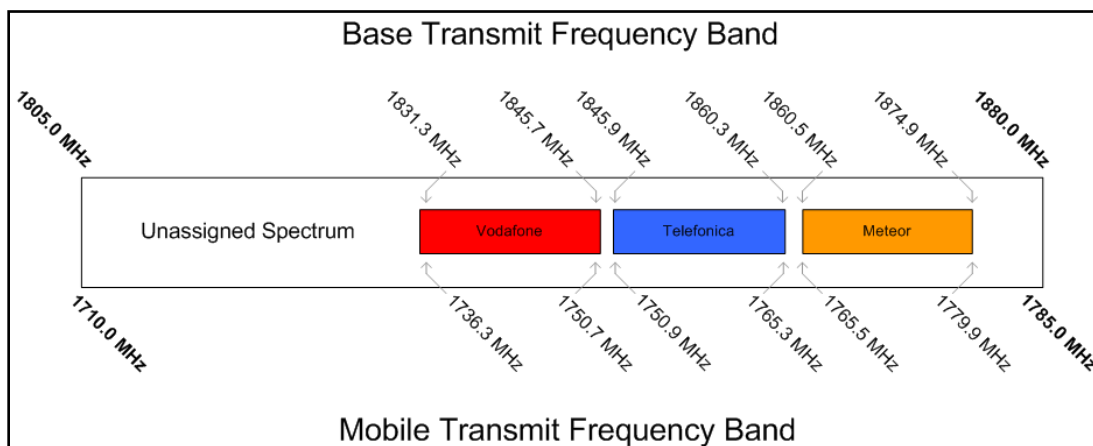 Base Transmit Frequency Band
1805.0 MHz
1831.3 MHz
1845.7 MHz
1845.9 MHz
1860.3 MHz
1860.5 MHz
1874.9 MHz
1880.0 MHz
Unassigned Spectrum
Vodafone
Telefonica
Meteor
1710.0 MHz
1736.3 MHz
1750.7 MHz
1750.9 MHz
1765.3 MHz
1765.5 MHz
1779.9 MHz
1785.0 MHz
Mobile Transmit Frequency Band